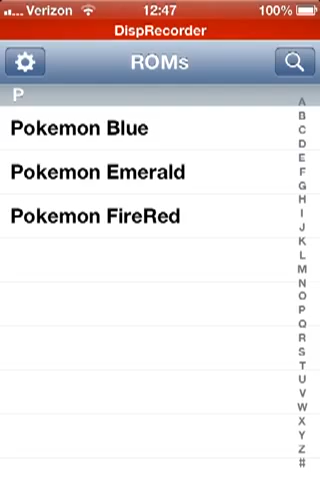 ....  Verizon 12:47 100%
DispRecorder
ROMs
P
Pokemon Blue
Pokemon Emerald
Pokemon FireRed
A
B
C
D
E
F
G
H
I
J
K
L
M
N
O
P
Q
R
S
T
U
V
W
X
Y
Z
#